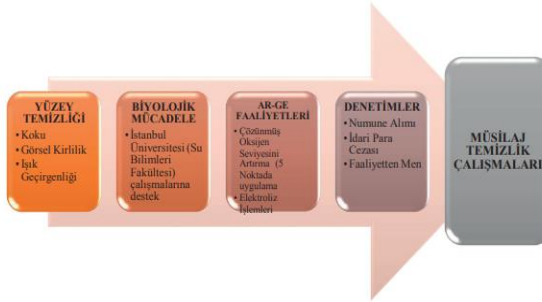 YÜZEY
TEMİZLİĞİ
• Koku
• Görsel Kirlilik
• Işık
Geçirgenliği
BİYOLOJİK
MÜCADELE
• İstanbul
Üniversitesi (Su
Bilimleri
Fakültesi)
çalışmalarına
destek
AR-GE
FAALİYETLERİ
• Çözünmüş
Oksijen
Seviyesini
Artırma (5
Noktada
uygulama
• Elektroliz
İşlemleri
DENETİMLER
• Numune Alımı
• İdari Para
Cezası
• Faaliyetten Men
MÜSİLAJ
TEMİZLİK
ÇALIŞMALARI